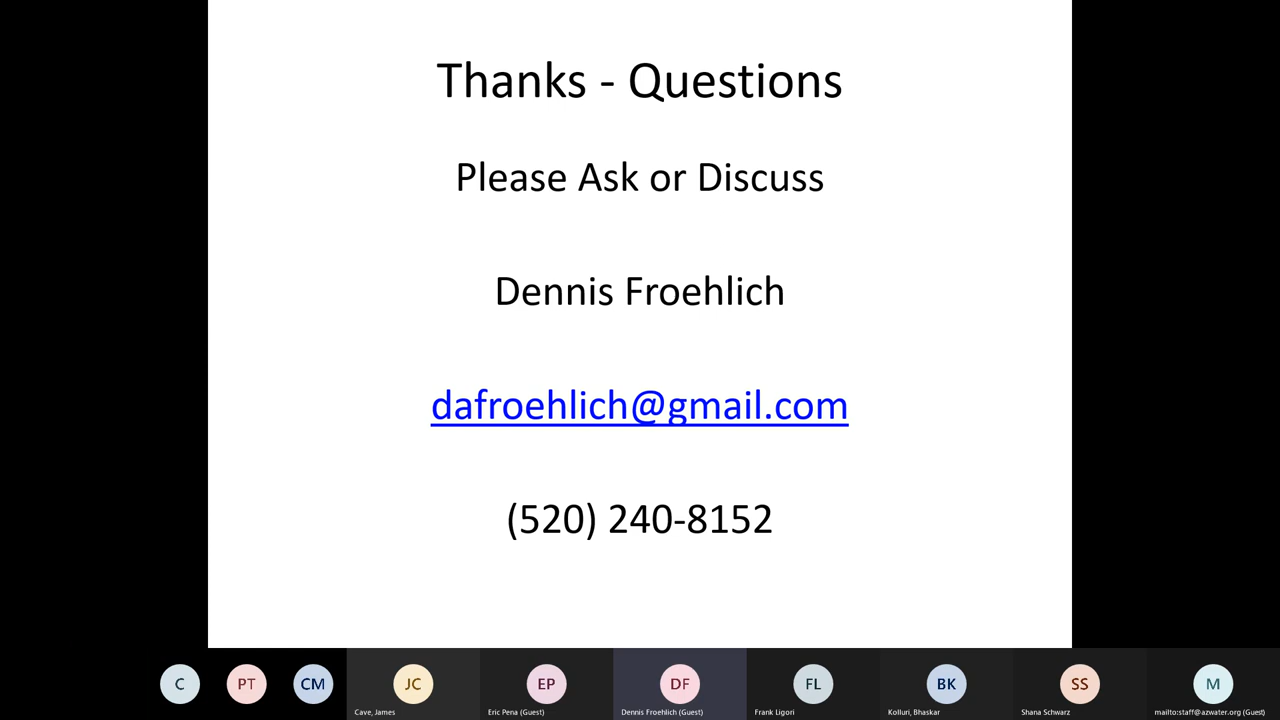 Thanks - Questions
Please Ask or Discuss
Dennis Froehlich
dafroehlich@gmail.com
(520) 240-8152
C PT CM JC EP DF FL BK SS M
Cave, James Eric Pena (Guest) Dennis Froehlich (Guest) Frank Ligori Kolluri, Bhaskar Shana Schwarz mailto:staff@azwater.org (Guest)